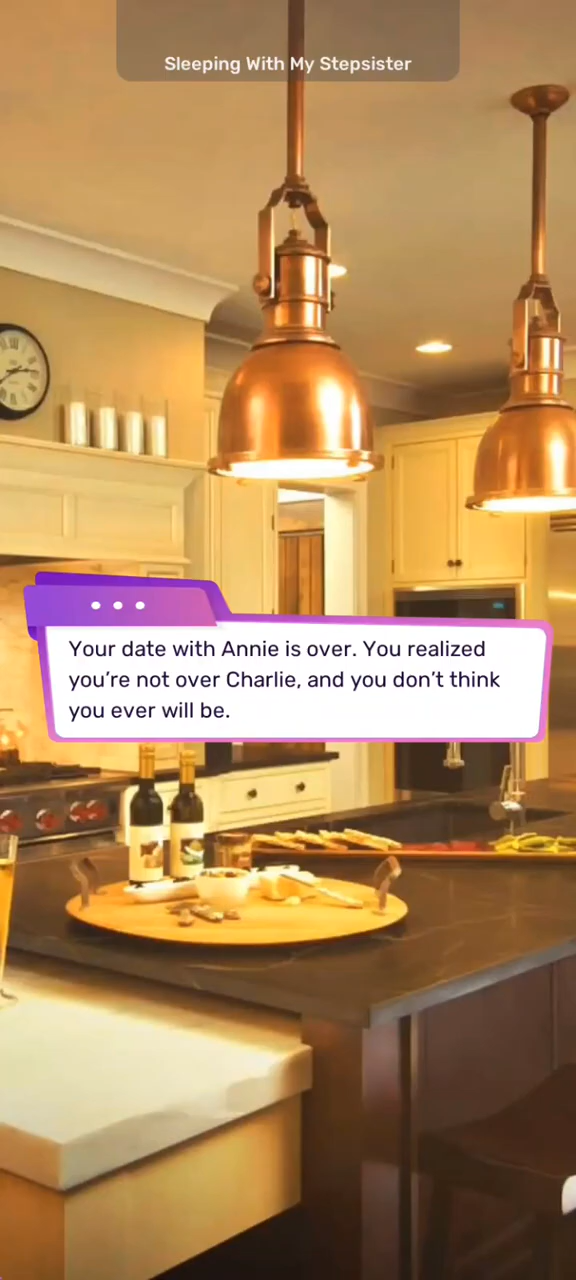 Sleeping With My Stepsister
Your date with Annie is over. You realized
you're not over Charlie, and you don't think
you ever will be.